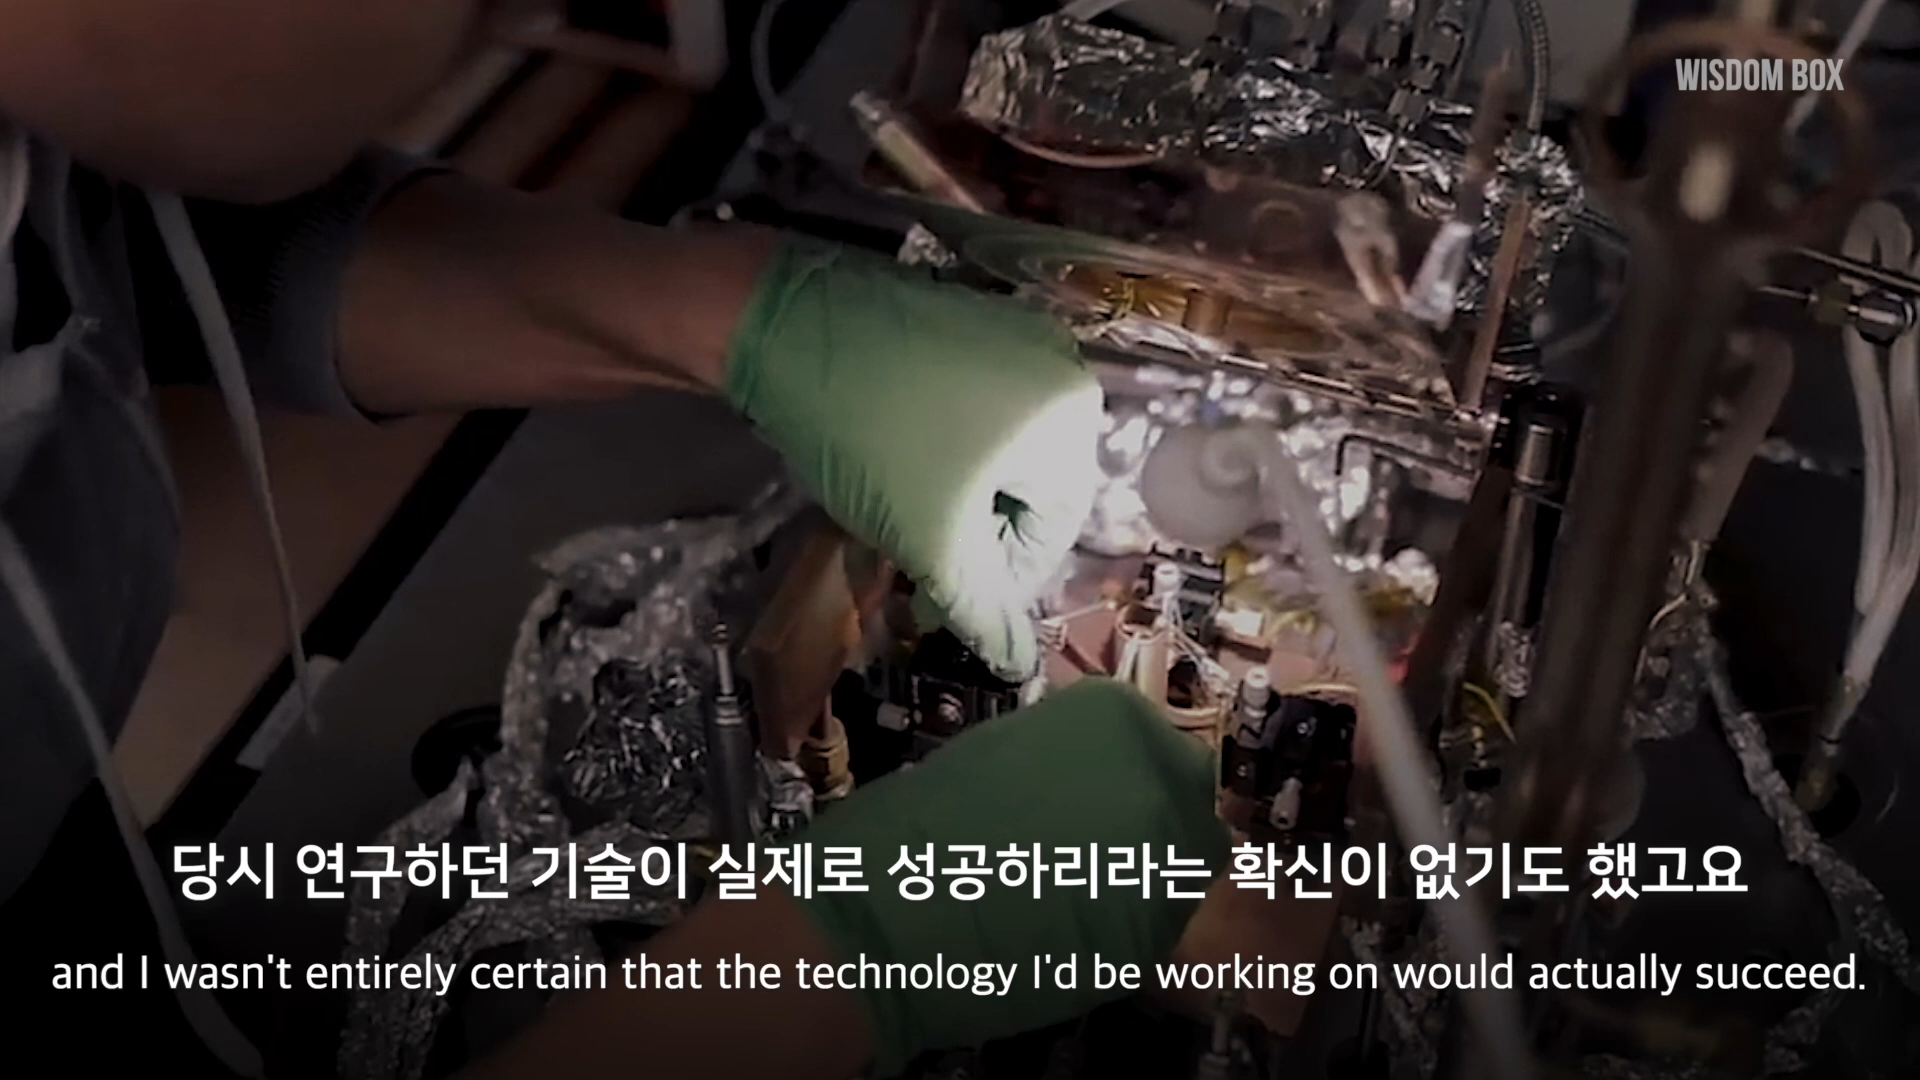 WISDOM BOX
당시 연구하던 기술이 실제로 성공하리라는 확신이 없기도 했고요
and I wasn't entirely certain that the technology I'd be working on would actually succeed.